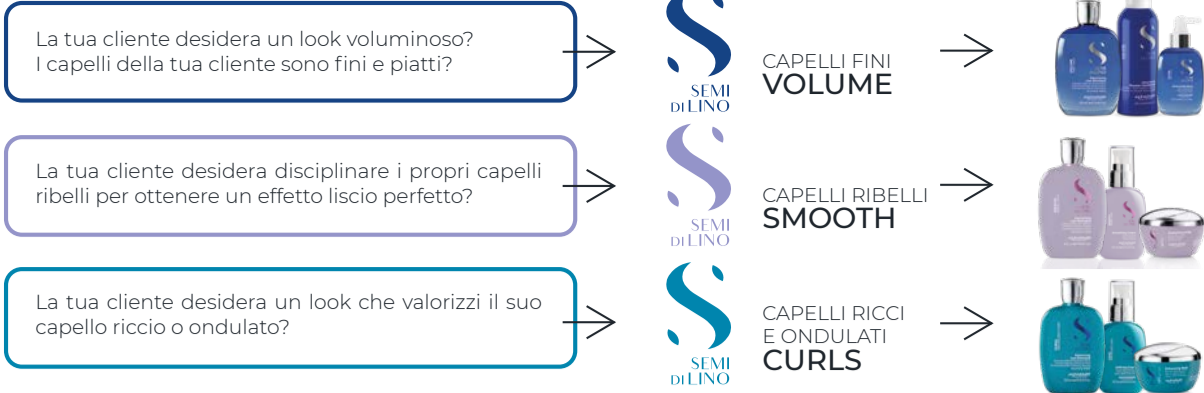 La tua cliente desidera un look voluminoso?
I capelli della tua cliente sono fini e piatti?
SEMI
DI LINO
CAPELLI FINI
VOLUME
La tua cliente desidera disciplinare i propri capelli
ribelli per ottenere un effetto liscio perfetto?
SEMI
DI LINO
CAPELLI RIBELLI
SMOOTH
La tua cliente desidera un look che valorizzi il suo
capello riccio o ondulato?
SEMI
DI LINO
CAPELLI RICCI
E ONDULATI
CURLS